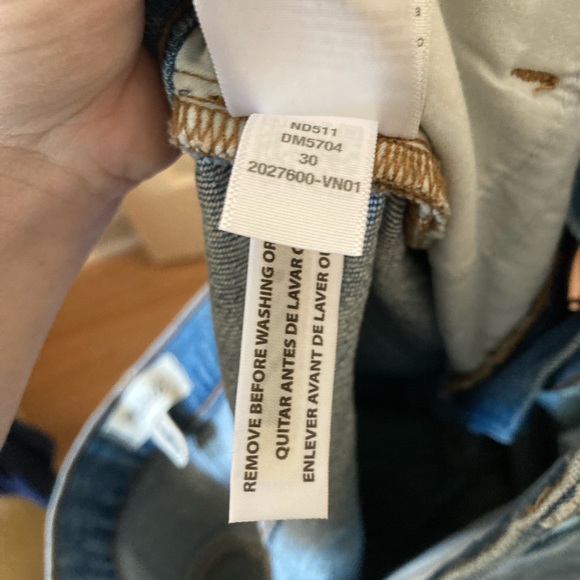 ND511
DM5704
30
2027600-VN01
REMOVE BEFORE WASHING OR
QUITAR ANTES DE LAVAR
ENLEVER AVANT DE LAVER